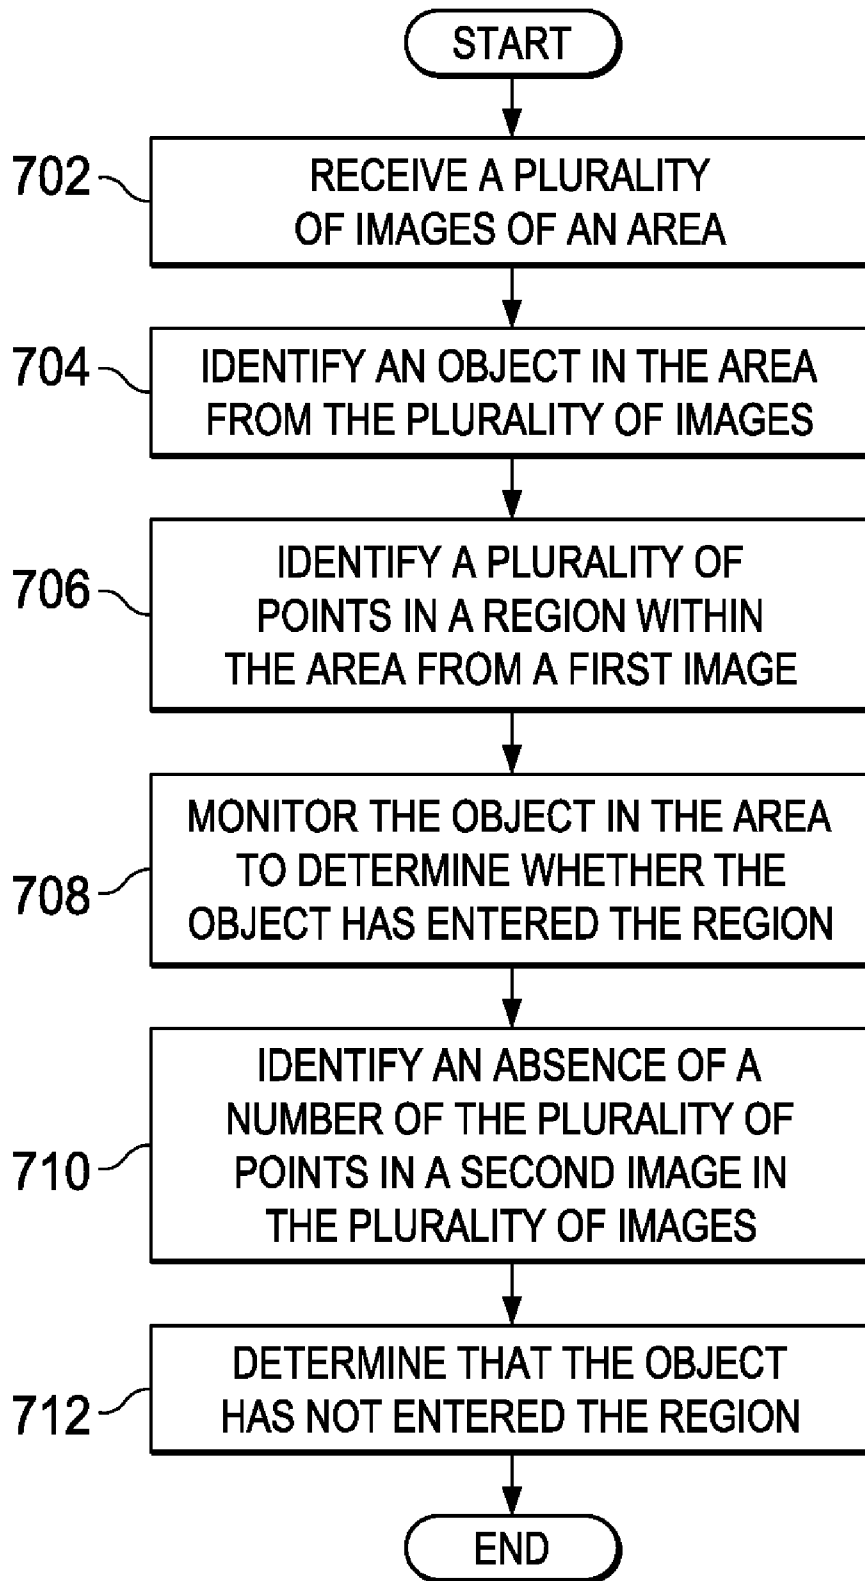 START
702
RECEIVE A PLURALITY
OF IMAGES OF AN AREA
704
IDENTIFY AN OBJECT IN THE AREA
FROM THE PLURALITY OF IMAGES
706
IDENTIFY A PLURALITY OF
POINTS IN A REGION WITHIN
THE AREA FROM A FIRST IMAGE
708
MONITOR THE OBJECT IN THE AREA
TO DETERMINE WHETHER THE
OBJECT HAS ENTERED THE REGION
710
IDENTIFY AN ABSENCE OF A
NUMBER OF THE PLURALITY OF
POINTS IN A SECOND IMAGE IN
THE PLURALITY OF IMAGES
712
DETERMINE THAT THE OBJECT
HAS NOT ENTERED THE REGION
END